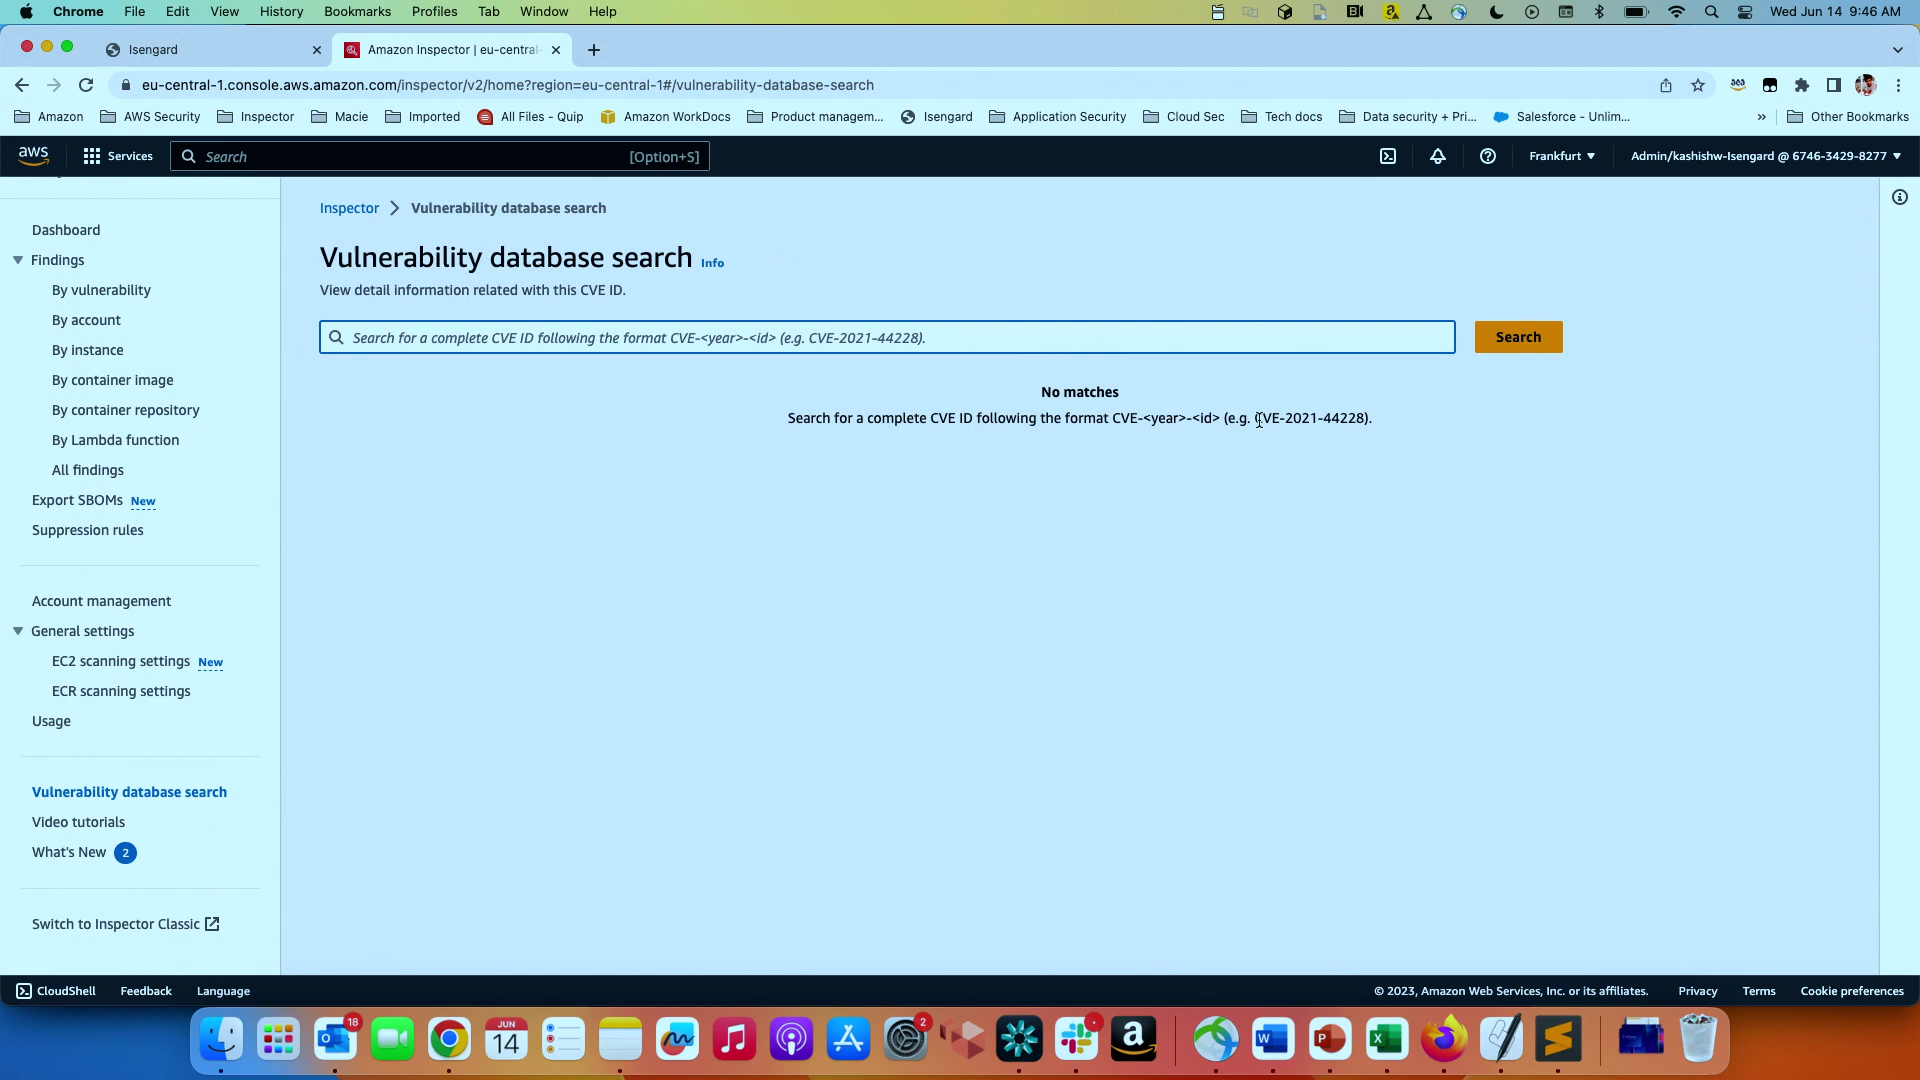 Chrome File Edit View History Bookmarks Profiles Tab Window Help Wed Jun 14 9:46 AM
Isengard Amazon Inspector | eu-central-
eu-central-1.console.aws.amazon.com/inspector/v2/home?region=eu-central-1#/vulnerability-database-search
Amazon AWS Security Inspector Macie Imported All Files - Quip Amazon WorkDocs Product managem... Isengard Application Security Cloud Sec Tech docs Data security + Pri... Salesforce - Unlim... » Other Bookmarks
aws Services Search [Option+S] Frankfurt Admin/kashishw-Isengard @ 6746-3429-8277
Inspector > Vulnerability database search
Vulnerability database search Info
View detail information related with this CVE ID.
Search for a complete CVE ID following the format CVE-<year>-<id> (e.g. CVE-2021-44228). Search
No matches
Search for a complete CVE ID following the format CVE-<year>-<id> (e.g. CVE-2021-44228).
Dashboard
Findings
By vulnerability
By account
By instance
By container image
By container repository
By Lambda function
All findings
Export SBOMs New
Suppression rules
Account management
General settings
EC2 scanning settings New
ECR scanning settings
Usage
Vulnerability database search
Video tutorials
What's New 2
Switch to Inspector Classic
CloudShell Feedback Language © 2023, Amazon Web Services, Inc. or its affiliates. Privacy Terms Cookie preferences
18 JUN 14 2